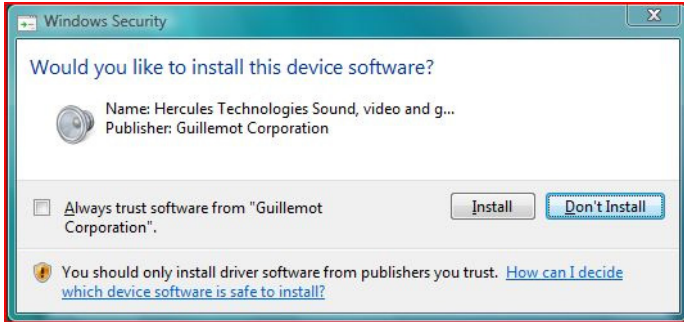 Windows Security
Would you like to install this device software?
Name: Hercules Technologies Sound, video and g...
Publisher: Guillemot Corporation
Always trust software from "Guillemot
Corporation".
Install
Don't Install
You should only install driver software from publishers you trust. How can I decide
which device software is safe to install?